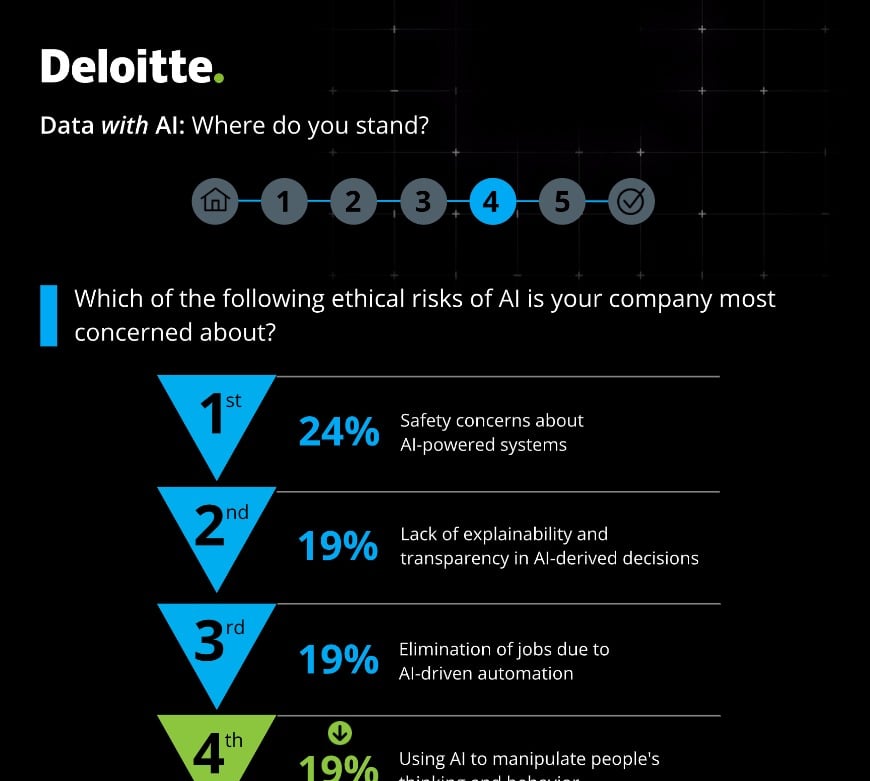 Deloitte.
Data with AI: Where do you stand?
1 2 3 4 5
Which of the following ethical risks of AI is your company most
concerned about?
1st
24%
Safety concerns about
AI-powered systems
2nd
19%
Lack of explainability and
transparency in AI-derived decisions
3rd
19%
Elimination of jobs due to
AI-driven automation
4th
19%
Using AI to manipulate people's
thinking and behavior